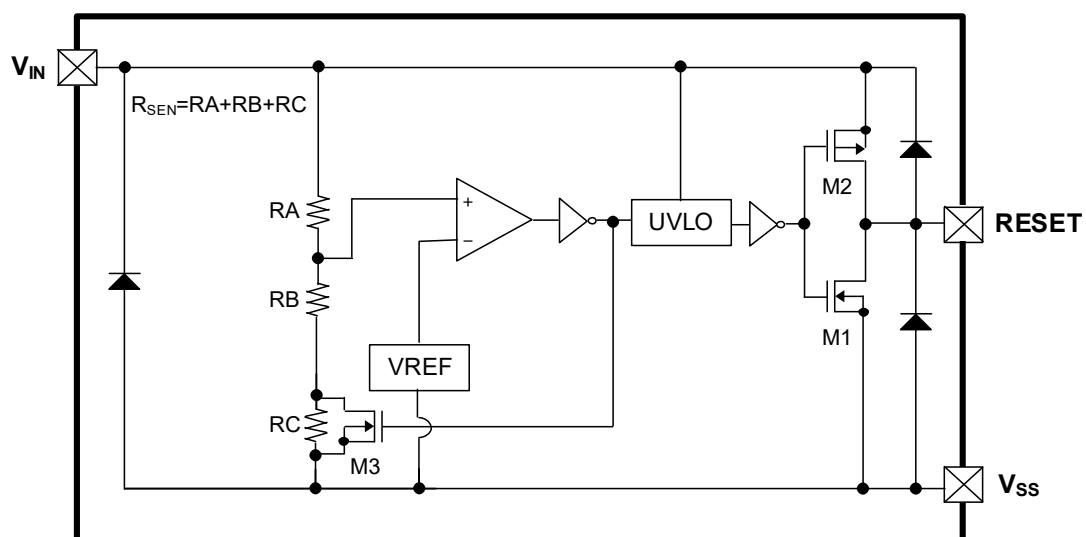 VIN
RSEN=RA+RB+RC
M2
RA
+
UVLO
RESET
−
RB
M1
VREF
RC
M3
VSS